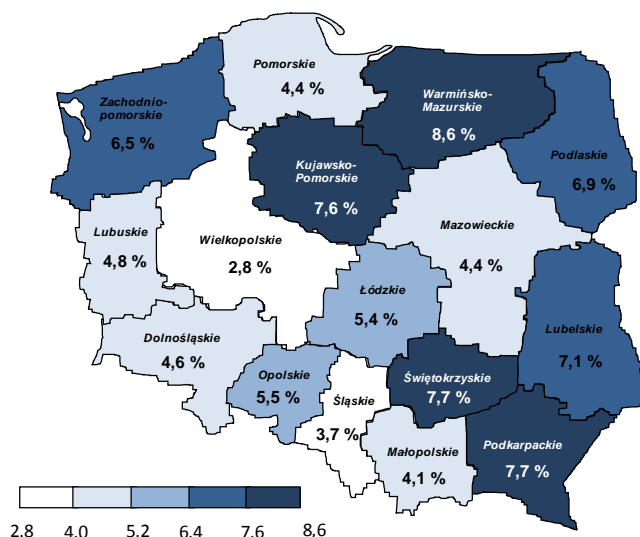 Pomorskie
4,4 %
Warmińsko-
Mazurskie
8,6 %
Zachodnio-
pomorskie
6,5 %
Podlaskie
6,9 %
Kujawsko-
Pomorskie
7,6 %
Mazowieckie
4,4 %
Lubuskie
4,8 %
Wielkopolskie
2,8 %
Łódzkie
5,4 %
Lubelskie
7,1 %
Dolnośląskie
4,6 %
Opolskie
5,5 %
Śląskie
3,7 %
Świętokrzyskie
7,7 %
Małopolskie
4,1 %
Podkarpackie
7,7 %
2,8 4,0 5,2 6,4 7,6 8,6